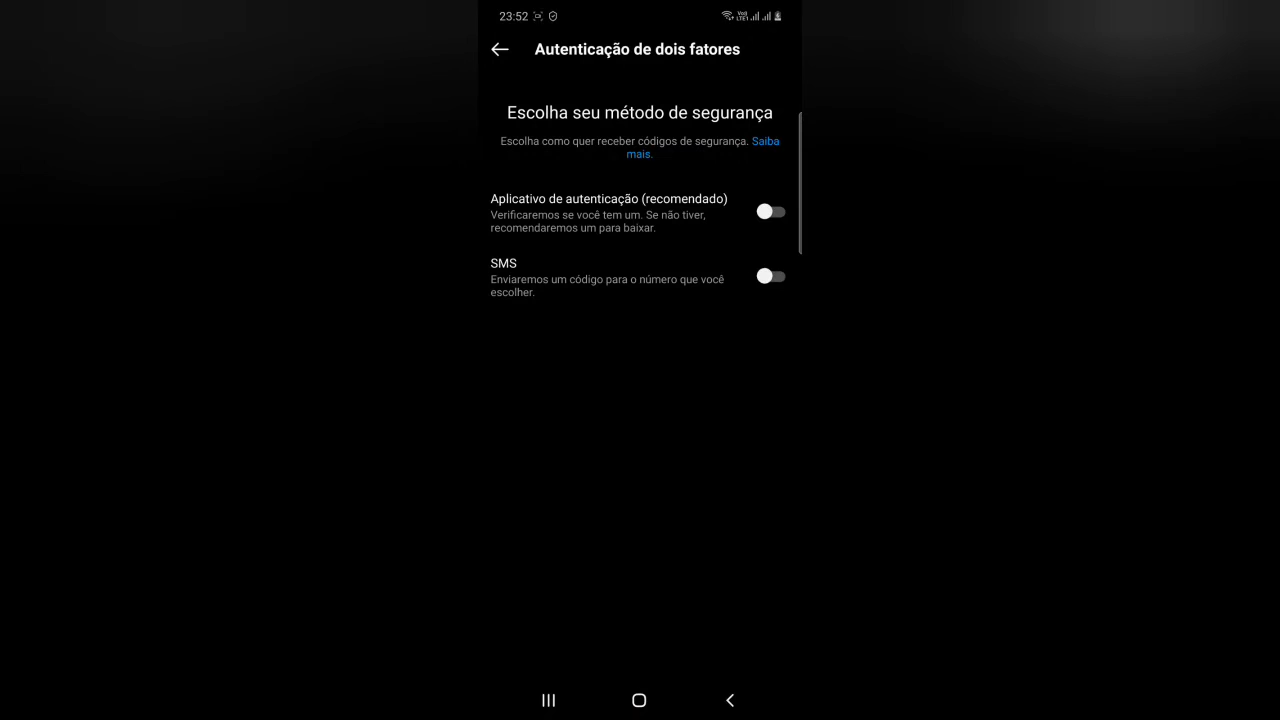 23:52
Autenticação de dois fatores
Escolha seu método de segurança
Escolha como quer receber códigos de segurança. Saiba
mais.
Aplicativo de autenticação (recomendado)
Verificaremos se você tem um. Se não tiver,
recomendaremos um para baixar.
SMS
Enviaremos um código para o número que você
escolher.